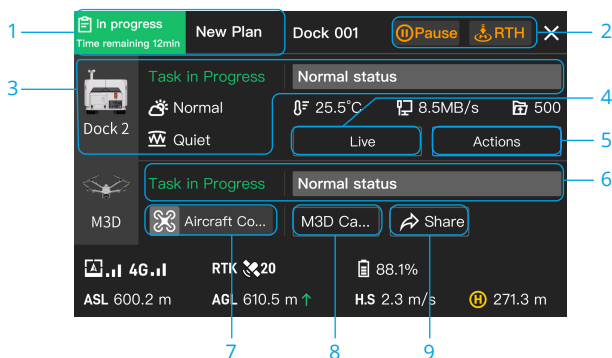 1 In progress New Plan Dock 001 Pause RTH 2
Time remaining 12min
3 Task in Progress Normal status
Normal 25.5°C 8.5MB/s 500 4
Dock 2
Quiet Live Actions 5
Task in Progress Normal status 6
M3D Aircraft Co... M3D Ca... Share
4G RTK 20 88.1%
ASL 600.2 m AGL 610.5 m ↑ H.S 2.3 m/s H 271.3 m
7 8 9